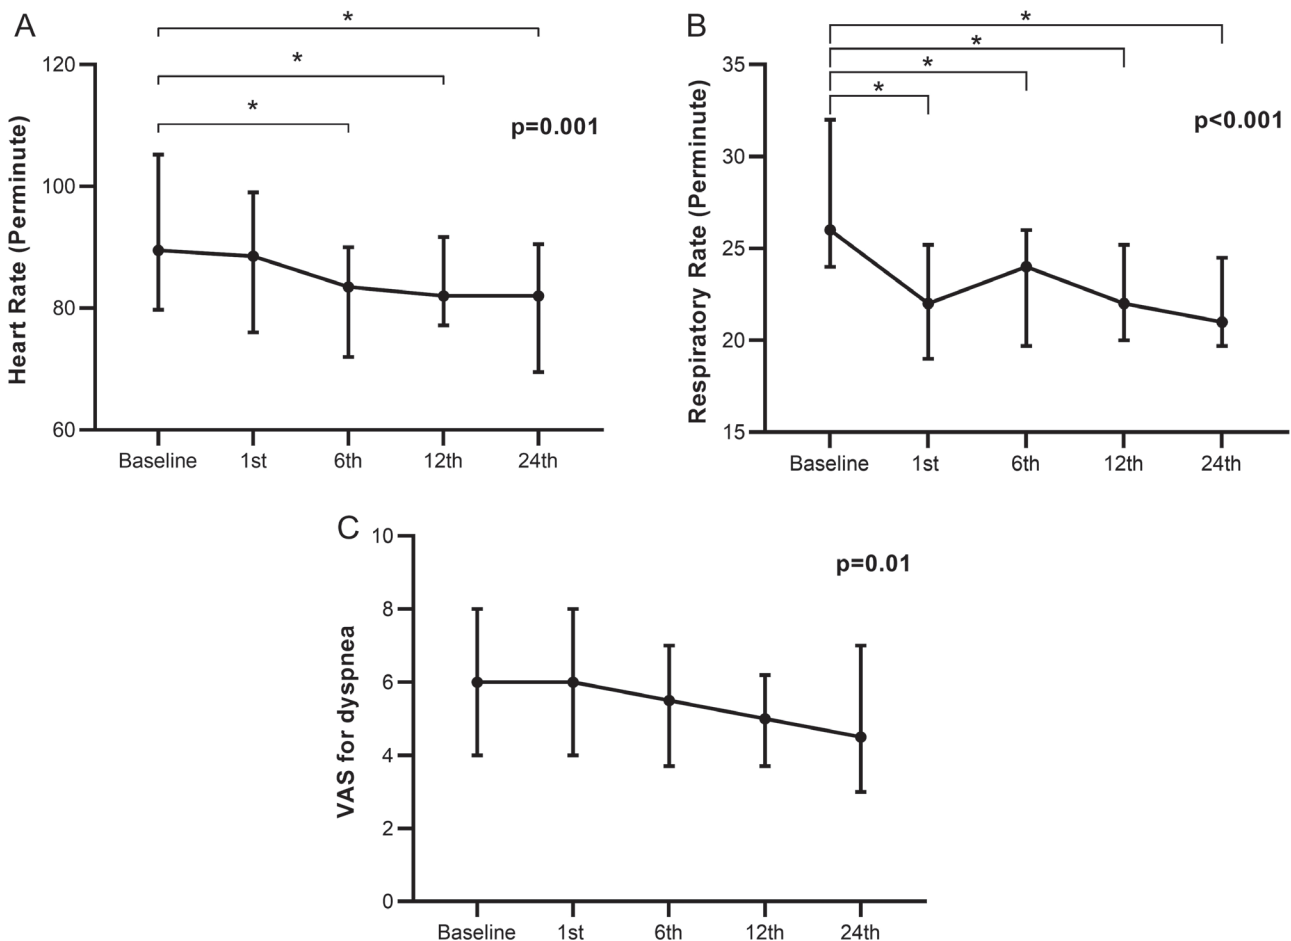 A
*
*
*
p=0.001
Heart Rate (Perminute)
120
100
80
60
Baseline 1st 6th 12th 24th
B
*
*
*
*
p<0.001
Respiratory Rate (Perminute)
35
30
25
20
15
Baseline 1st 6th 12th 24th
C
p=0.01
VAS for dyspnea
10
8
6
4
2
0
Baseline 1st 6th 12th 24th